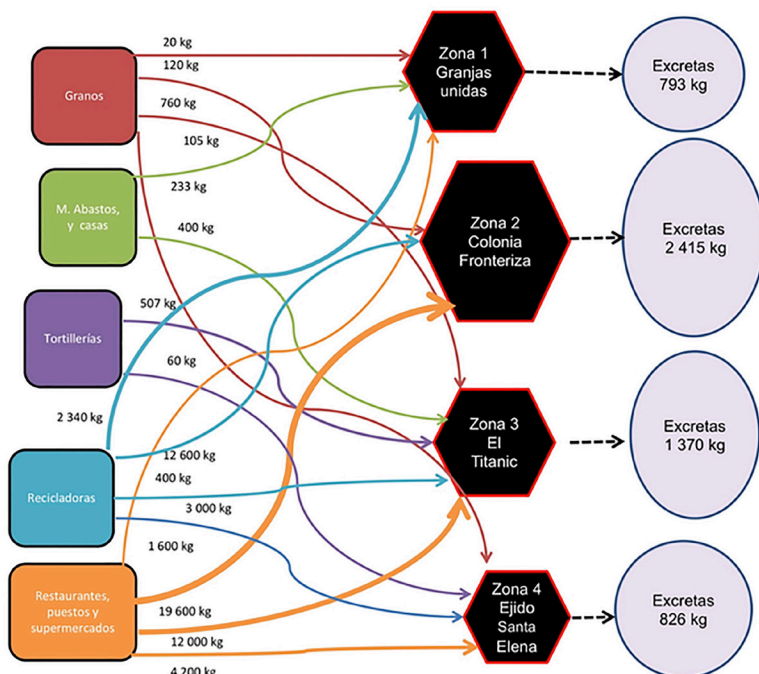 20 kg
120 kg
760 kg
105 kg
Granos
233 kg
400 kg
M. Abastos,
y casas
507 kg
60 kg
Tortillerías
2 340 kg
12 600 kg
400 kg
3 000 kg
Recicladoras
1 600 kg
19 600 kg
12 000 kg
4 200 kg
Restaurantes,
puestos y
supermercados
Zona 1
Granjas
unidas
Zona 2
Colonia
Fronteriza
Zona 3
El
Titanic
Zona 4
Ejido
Santa
Elena
Excretas
793 kg
Excretas
2 415 kg
Excretas
1 370 kg
Excretas
826 kg